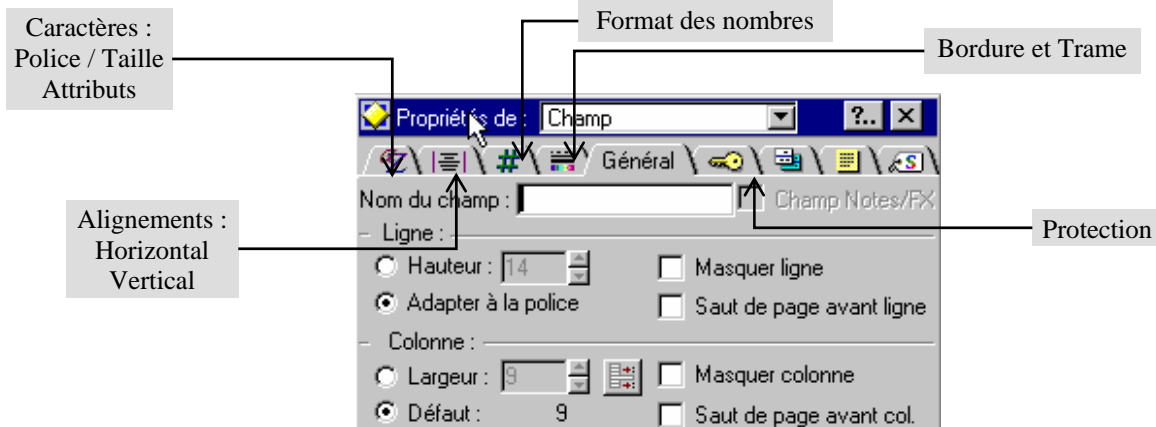 Caractères :
Police / Taille
Attributs
Format des nombres
Bordure et Trame
Propriétés de : Champ
?..
#
Général
S
Nom du champ :
Champ Notes/FX
Alignements :
Horizontal
Vertical
Protection
Ligne :
Hauteur : 14
Masquer ligne
Adapter à la police
Saut de page avant ligne
Colonne :
Largeur : 9
Masquer colonne
Défaut : 9
Saut de page avant col.